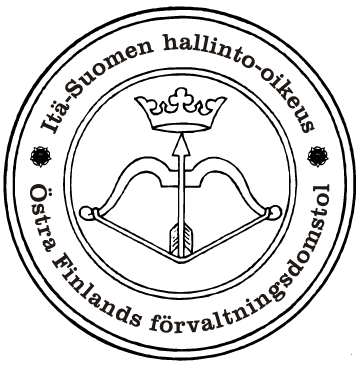 Itä-Suomen hallinto-oikeus
Östra Finlands förvaltningsdomstol